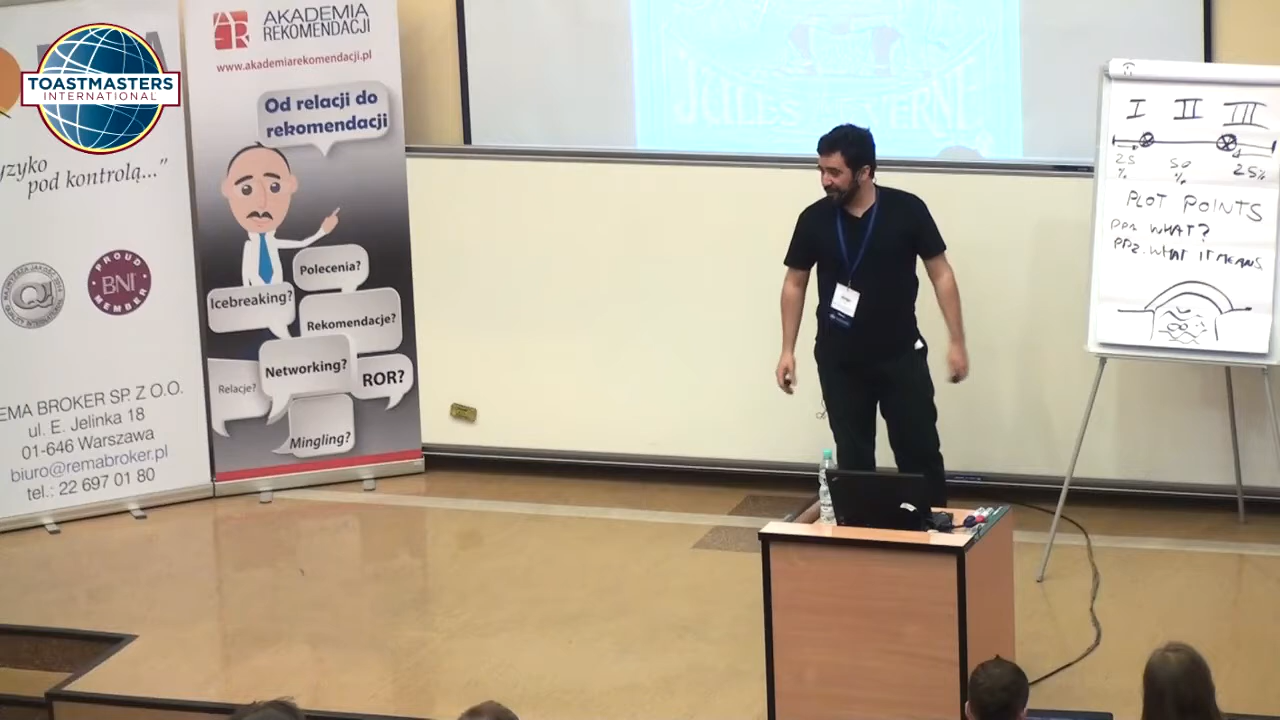 TOASTMASTERS
INTERNATIONAL
pod kontrolą..."
PROUD
BNI
MEMBER
EMA BROKER SP. Z O.O.
ul. E. Jelinka 18
01-646 Warszawa
biuro@remabroker.pl
tel.: 22 697 01 80
AR
AKADEMIA
REKOMENDACJI
www.akademiarekomendacji.pl
Od relacji do
rekomendacji
Polecenia?
Icebreaking?
Rekomendacje?
Networking?
Relacje?
ROR?
Mingling?
JULES VERNE
I II III
25 50 25%
% %
PLOT POINTS
PP1 WHAT?
PP2. WHAT IT MEANS